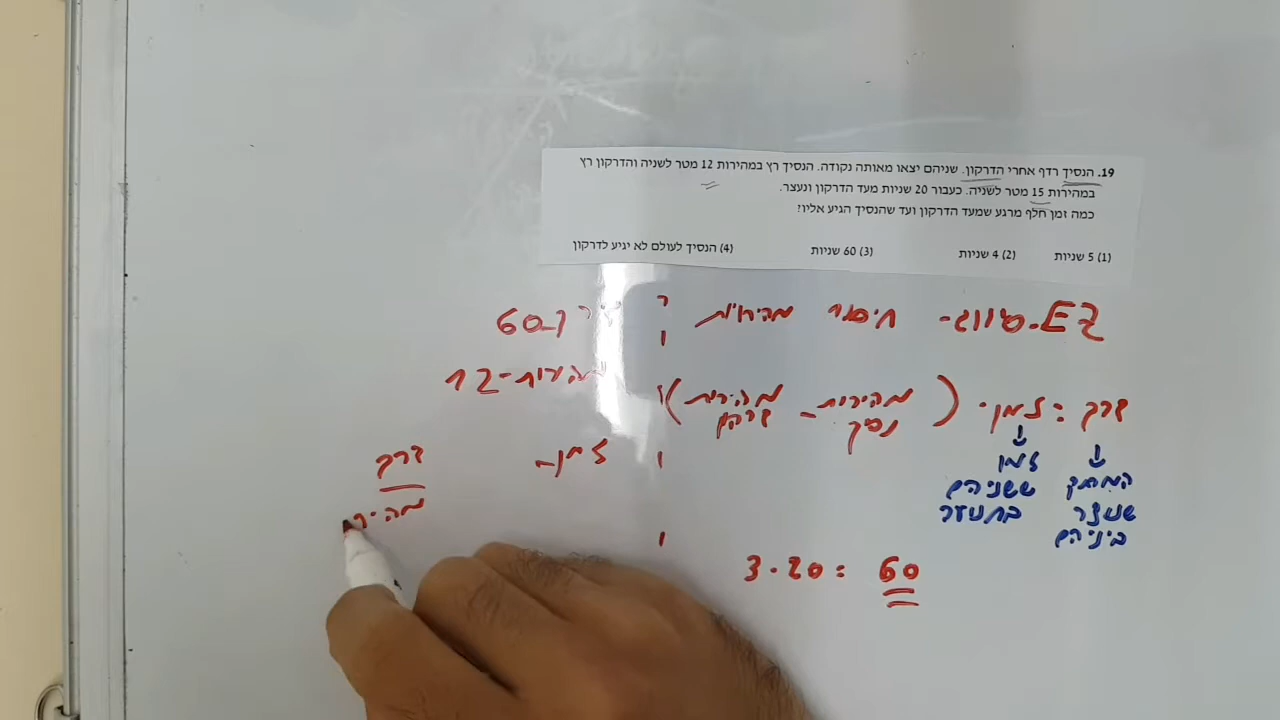 19. הנסיך רדף אחרי הדרקון. שניהם יצאו מאותה נקודה. הנסיך רץ במהירות 12 מטר לשניה והדרקון רץ
במהירות 15 מטר לשניה. כעבור 20 שניות מעד הדרקון ונעצר.
כמה זמן חלף מרגע שמעד הדרקון ועד שהנסיך הגיע אליו?
(1) 5 שניות (2) 4 שניות (3) 60 שניות (4) הנסיך לעולם לא יגיע לדרקון
EZ-סיווג- חיסור מהירויות
דרך = זמן · (מהירות נסיך - מהירות דרקון)
המרחק שנוצר ביניהם
זמן ששניהם בתנועה
3 · 20 = 60
60
מהירות-12
זמן-
דרך